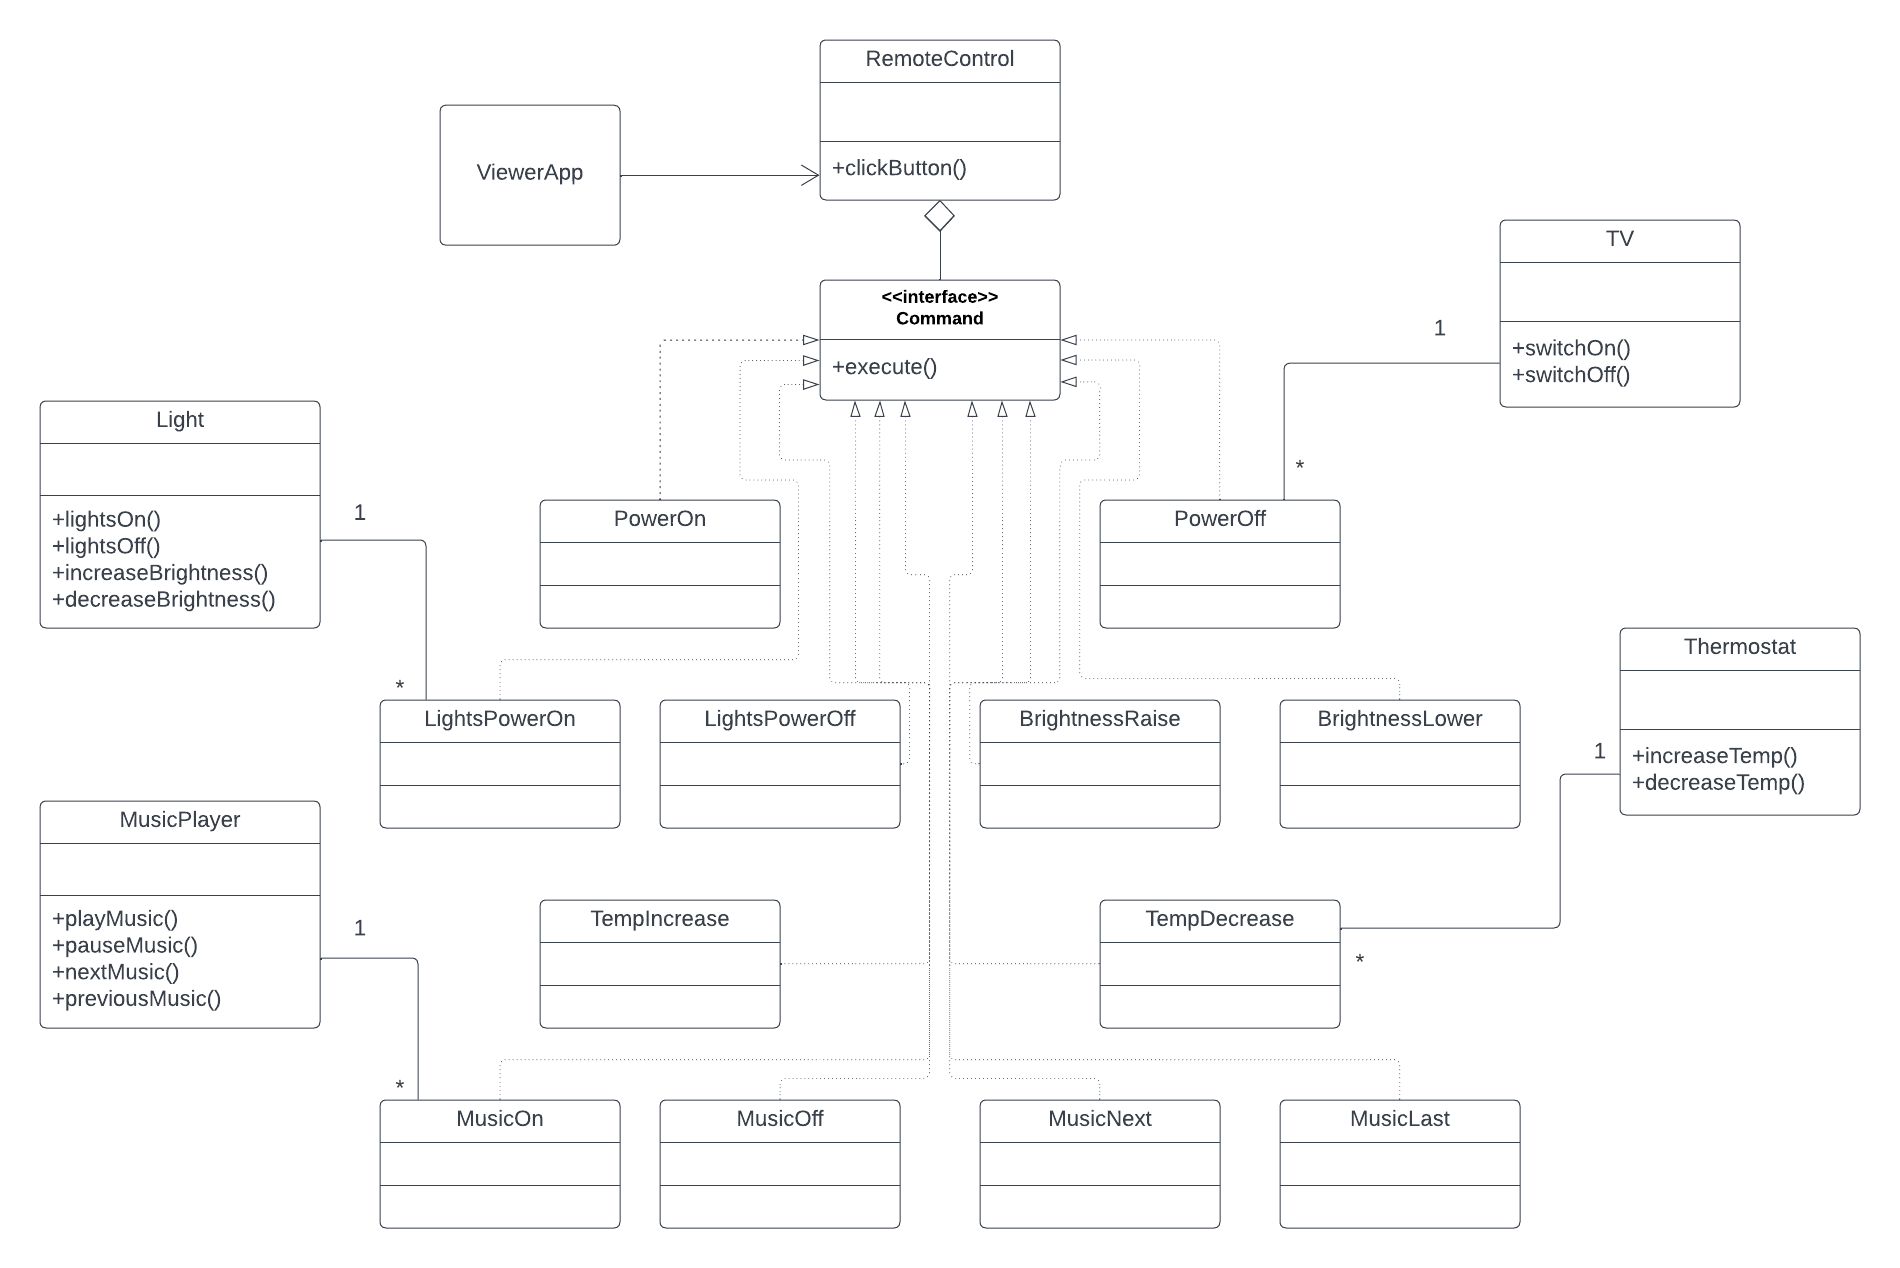 RemoteControl
+clickButton()
ViewerApp
<<interface>>
Command
+execute()
TV
+switchOn()
+switchOff()
1
*
Light
+lightsOn()
+lightsOff()
+increaseBrightness()
+decreaseBrightness()
1
*
PowerOn
PowerOff
Thermostat
+increaseTemp()
+decreaseTemp()
1
*
LightsPowerOn
LightsPowerOff
BrightnessRaise
BrightnessLower
MusicPlayer
+playMusic()
+pauseMusic()
+nextMusic()
+previousMusic()
1
*
TempIncrease
TempDecrease
MusicOn
MusicOff
MusicNext
MusicLast